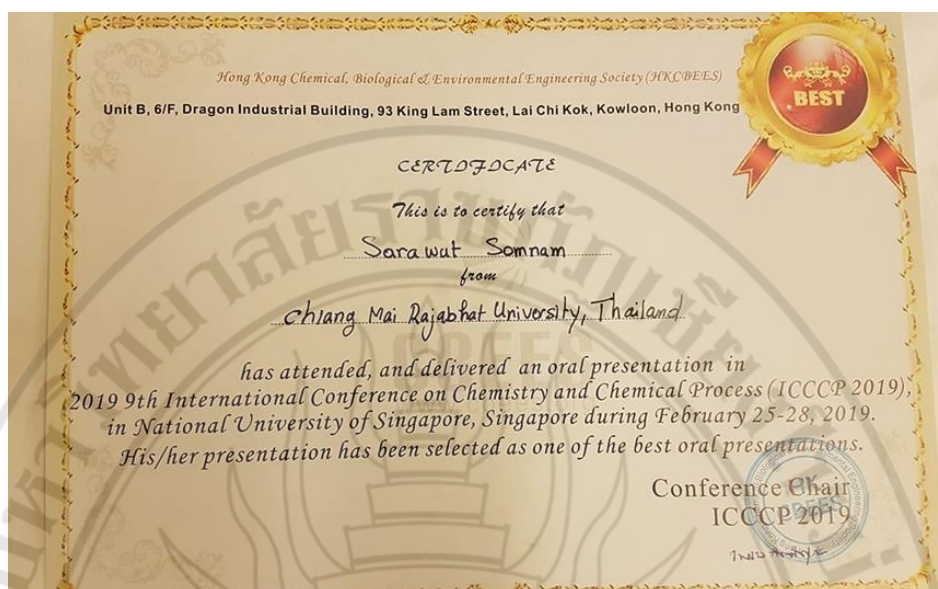 Hong Kong Chemical, Biological & Environmental Engineering Society (HKCBEES)
Unit B, 6/F, Dragon Industrial Building, 93 King Lam Street, Lai Chi Kok, Kowloon, Hong Kong
BEST
CERTIFICATE
This is to certify that
Sarawut Somnam
from
Chiang Mai Rajabhat University, Thailand
has attended, and delivered an oral presentation in
2019 9th International Conference on Chemistry and Chemical Process (ICCCP 2019),
in National University of Singapore, Singapore during February 25-28, 2019.
His/her presentation has been selected as one of the best oral presentations.
Conference Chair
ICCCP 2019